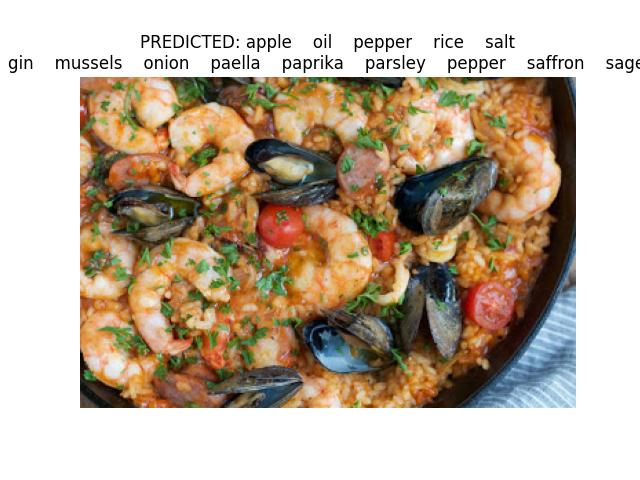 PREDICTED: apple oil pepper rice salt
gin mussels onion paella paprika parsley pepper saffron sage